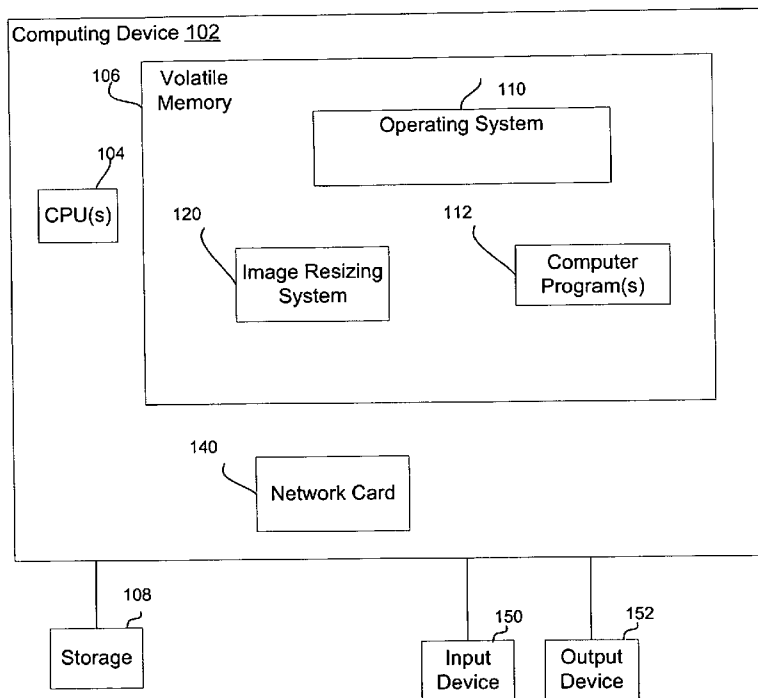 Computing Device 102
106
Volatile
Memory
110
Operating System
104
CPU(s)
120
Image Resizing
System
112
Computer
Program(s)
140
Network Card
108
Storage
150
Input
Device
152
Output
Device